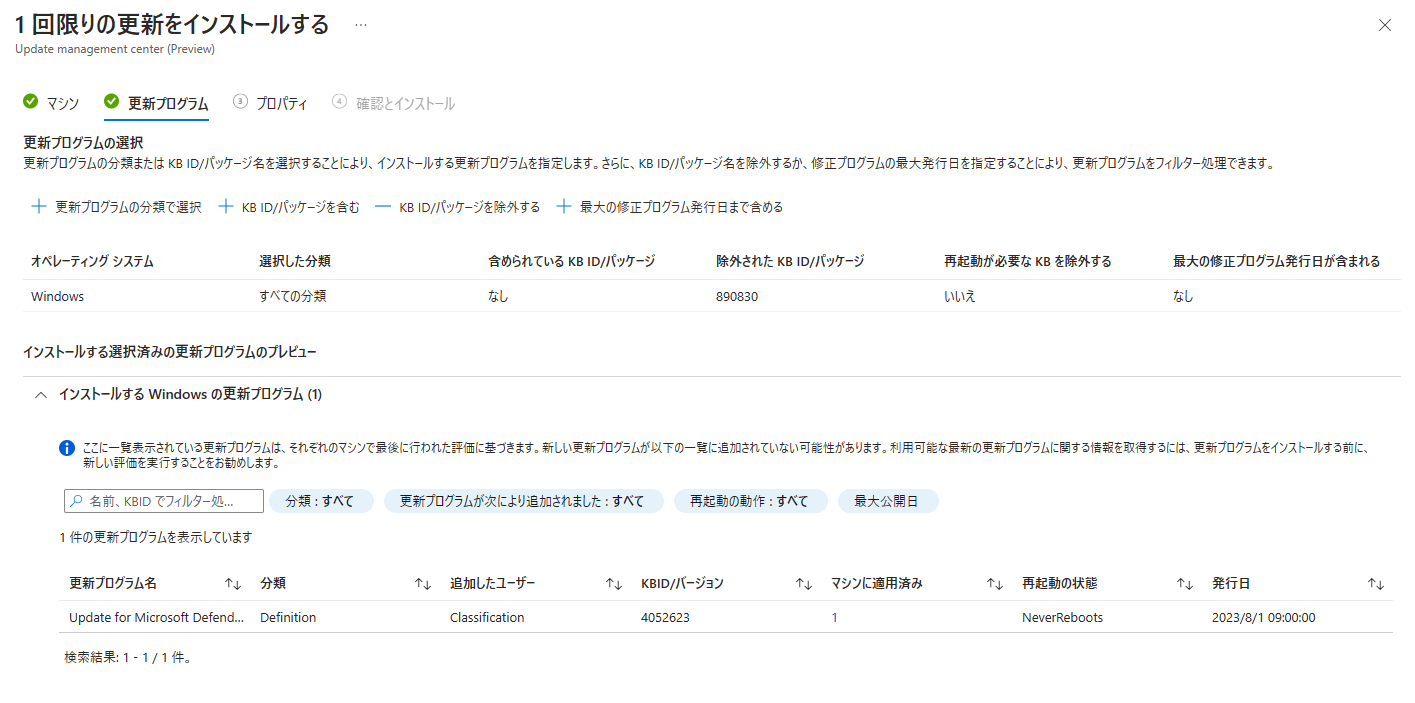 1 回限りの更新をインストールする ...
Update management center (Preview)
マシン 更新プログラム 3 プロパティ 4 確認とインストール
更新プログラムの選択
更新プログラムの分類または KB ID/パッケージ名を選択することにより、インストールする更新プログラムを指定します。さらに、KB ID/パッケージ名を除外するか、修正プログラムの最大発行日を指定することにより、更新プログラムをフィルター処理できます。
更新プログラムの分類で選択 KB ID/パッケージを含む KB ID/パッケージを除外する 最大の修正プログラム発行日まで含める
オペレーティング システム 選択した分類 含められている KB ID/パッケージ 除外された KB ID/パッケージ 再起動が必要な KB を除外する 最大の修正プログラム発行日が含まれる
Windows すべての分類 なし 890830 いいえ なし
インストールする選択済みの更新プログラムのプレビュー
インストールする Windows の更新プログラム (1)
ここに一覧表示されている更新プログラムは、それぞれのマシンで最後に行われた評価に基づきます。新しい更新プログラムが以下の一覧に追加されていない可能性があります。利用可能な最新の更新プログラムに関する情報を取得するには、更新プログラムをインストールする前に、
新しい評価を実行することをお勧めします。
名前、KBID でフィルター処... 分類 : すべて 更新プログラムが次により追加されました : すべて 再起動の動作 : すべて 最大公開日
1 件の更新プログラムを表示しています
更新プログラム名 分類 追加したユーザー KBID/バージョン マシンに適用済み 再起動の状態 発行日
Update for Microsoft Defend... Definition Classification 4052623 1 NeverReboots 2023/8/1 09:00:00
検索結果: 1 - 1 / 1 件。